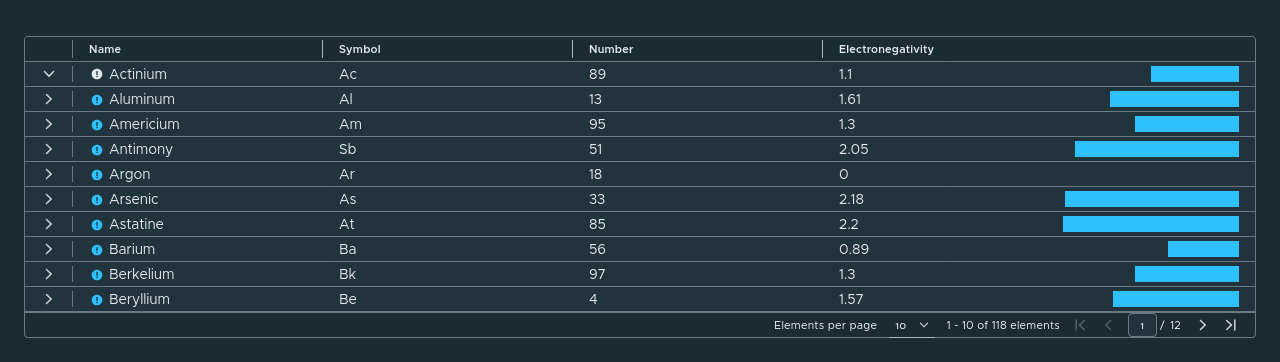 Name Symbol Number Electronegativity
Actinium Ac 89 1.1
Aluminum Al 13 1.61
Americium Am 95 1.3
Antimony Sb 51 2.05
Argon Ar 18 0
Arsenic As 33 2.18
Astatine At 85 2.2
Barium Ba 56 0.89
Berkelium Bk 97 1.3
Beryllium Be 4 1.57
Elements per page 10 1 - 10 of 118 elements 1 / 12